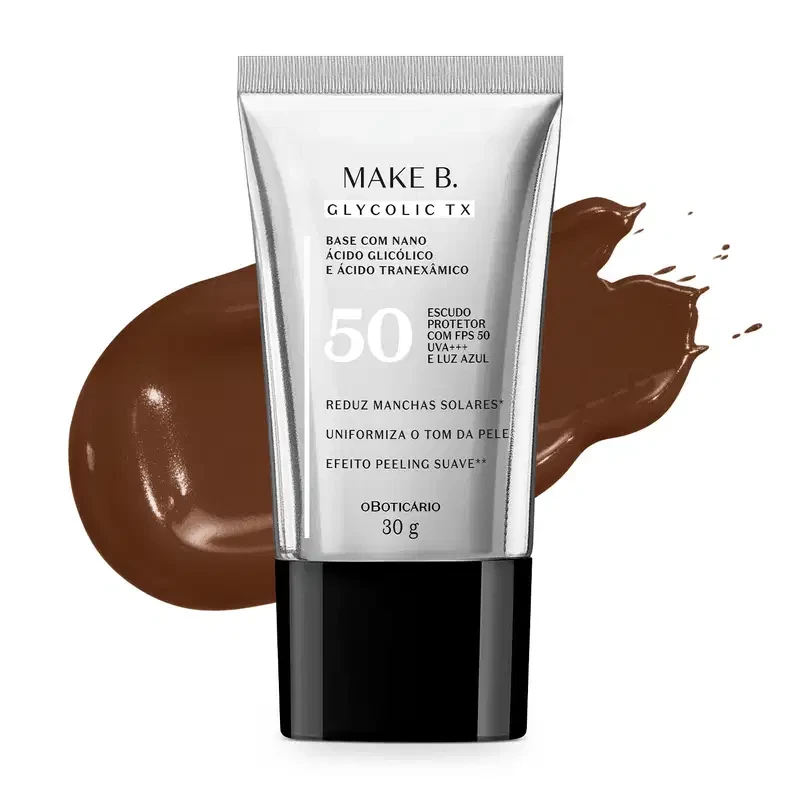 MAKE B.
GLYCOLIC TX
BASE COM NANO
ÁCIDO GLICÓLICO
E ÁCIDO TRANEXÂMICO
50
ESCUDO
PROTETOR
COM FPS 50
UVA+++
E LUZ AZUL
REDUZ MANCHAS SOLARES*
UNIFORMIZA O TOM DA PELE
EFEITO PEELING SUAVE**
oBOTICÁRIO
30 g